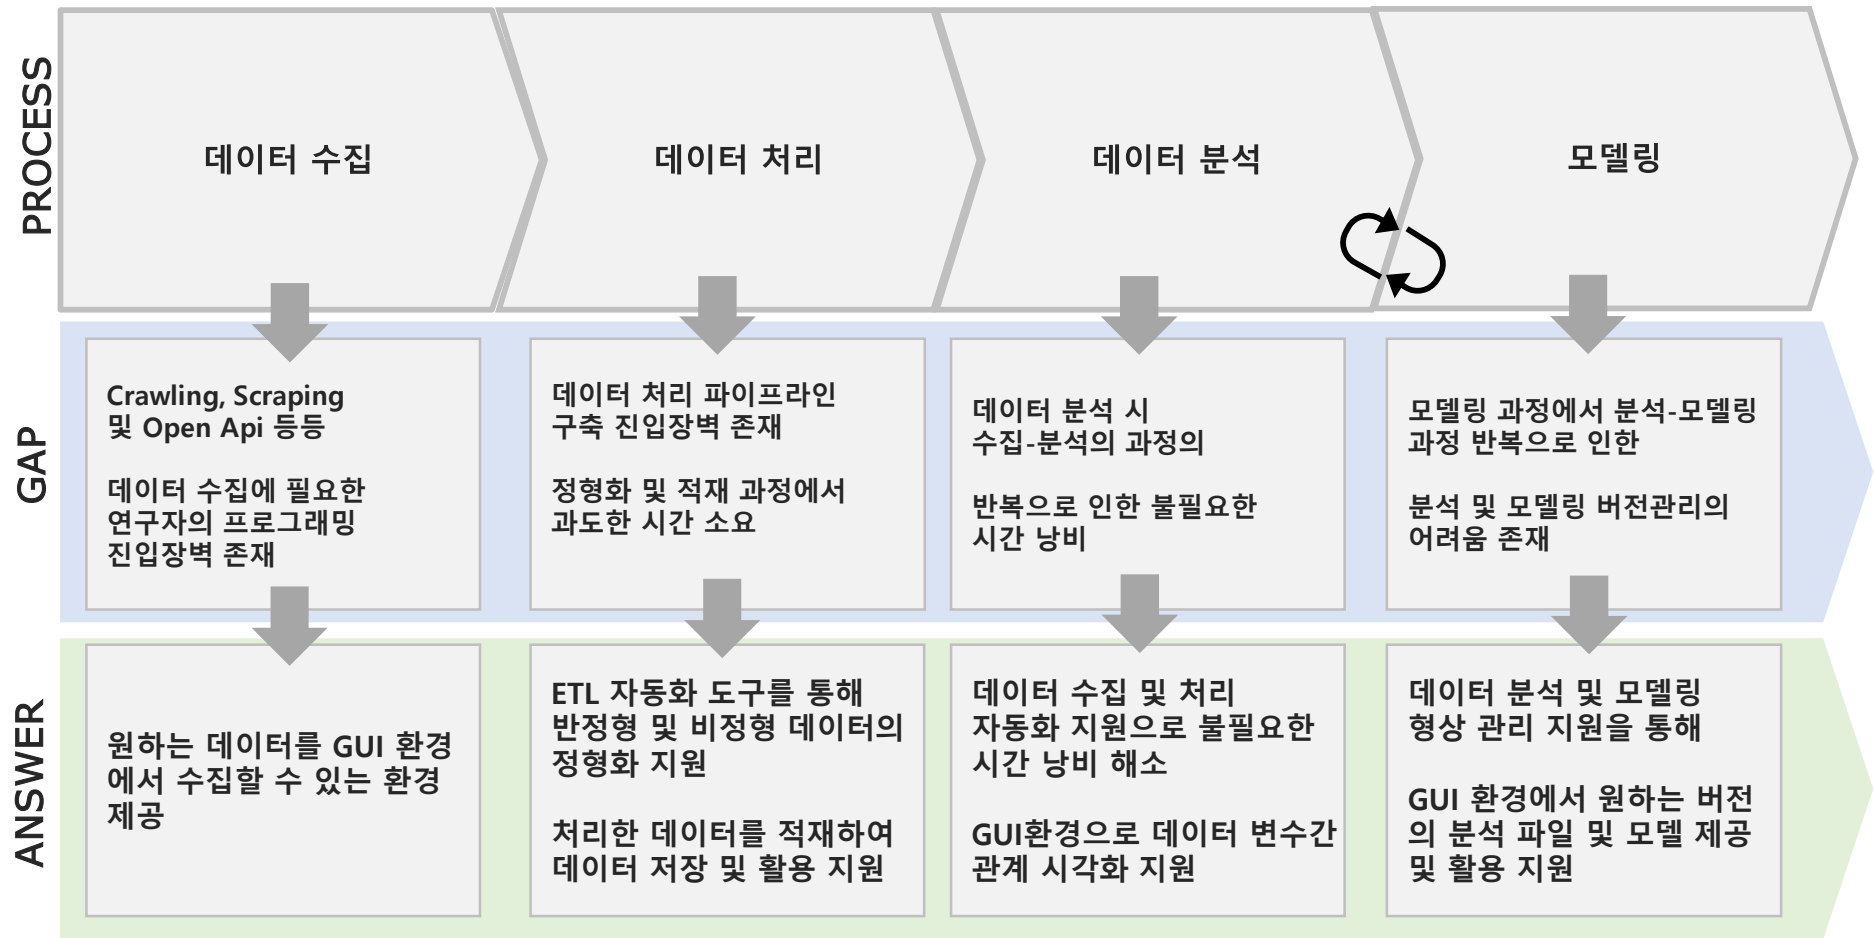 PROCESS
데이터 수집
데이터 처리
데이터 분석
모델링
GAP
Crawling, Scraping
및 Open Api 등등
데이터 수집에 필요한
연구자의 프로그래밍
진입장벽 존재
데이터 처리 파이프라인
구축 진입장벽 존재
정형화 및 적재 과정에서
과도한 시간 소요
데이터 분석 시
수집-분석의 과정의
반복으로 인한 불필요한
시간 낭비
모델링 과정에서 분석-모델링
과정 반복으로 인한
분석 및 모델링 버전관리의
어려움 존재
ANSWER
원하는 데이터를 GUI 환경
에서 수집할 수 있는 환경
제공
ETL 자동화 도구를 통해
반정형 및 비정형 데이터의
정형화 지원
처리한 데이터를 적재하여
데이터 저장 및 활용 지원
데이터 수집 및 처리
자동화 지원으로 불필요한
시간 낭비 해소
GUI환경으로 데이터 변수간
관계 시각화 지원
데이터 분석 및 모델링
형상 관리 지원을 통해
GUI 환경에서 원하는 버전
의 분석 파일 및 모델 제공
및 활용 지원